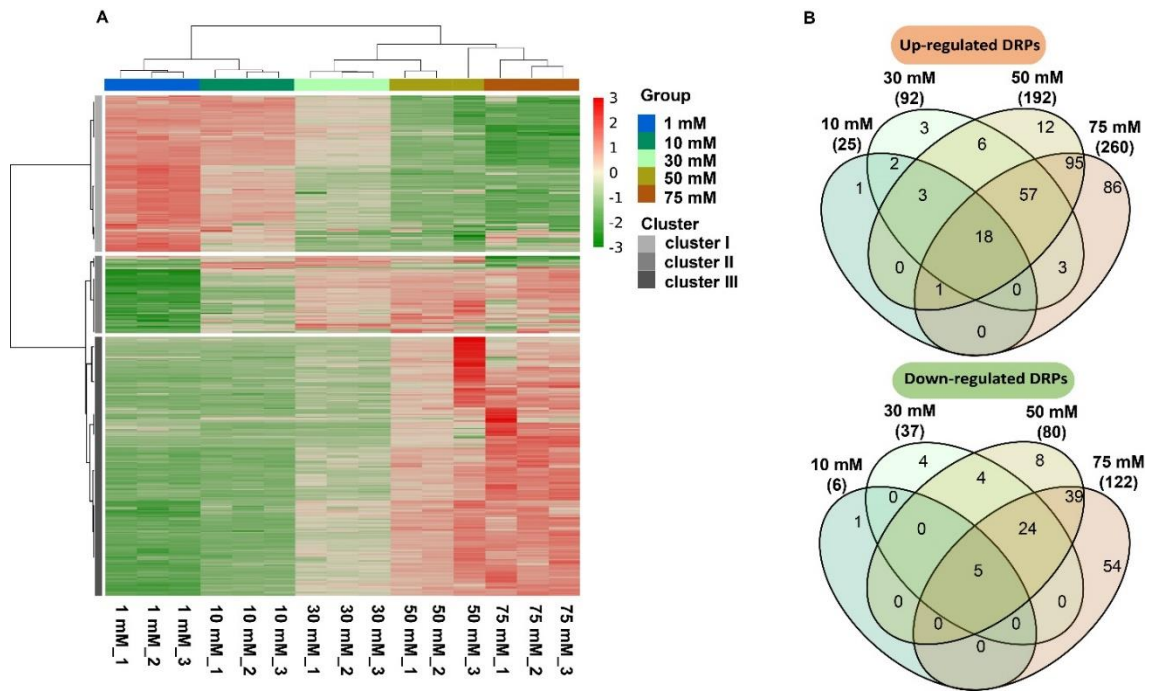 A
3
2
1
0
-1
-2
-3
Group
1 mM
10 mM
30 mM
50 mM
75 mM
Cluster
cluster I
cluster II
cluster III
1 mM_1
1 mM_2
1 mM_3
10 mM_1
10 mM_2
10 mM_3
30 mM_1
30 mM_2
30 mM_3
50 mM_1
50 mM_2
50 mM_3
75 mM_1
75 mM_2
75 mM_3
B
Up-regulated DRPs
30 mM
(92)
50 mM
(192)
10 mM
(25)
75 mM
(260)
3
12
2
6
95
1
3
57
86
18
0
3
1
0
0
Down-regulated DRPs
30 mM
(37)
50 mM
(80)
10 mM
(6)
75 mM
(122)
4
8
0
4
39
1
0
24
54
5
0
0
0
0
0